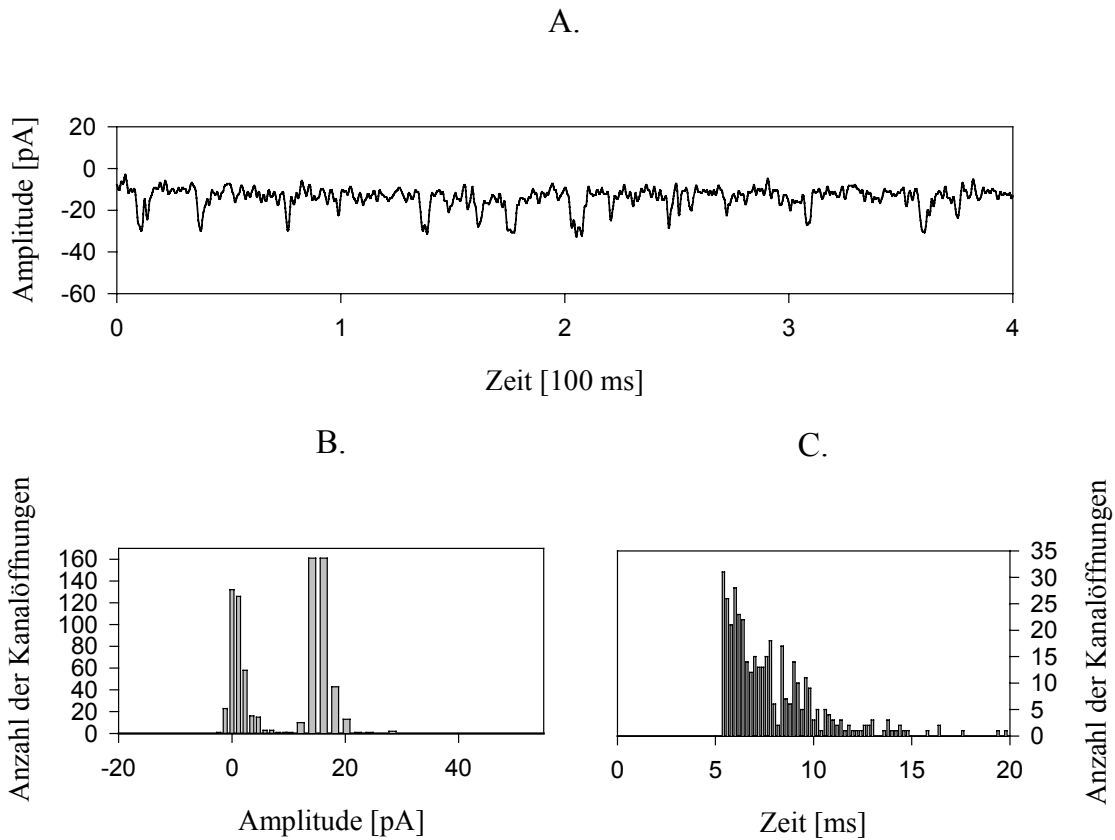 A.
Amplitude [pA]
20
0
-20
-40
-60
0 1 2 3 4
Zeit [100 ms]
B.
Anzahl der Kanalöffnungen
160
140
120
100
80
60
40
20
0
-20 0 20 40
Amplitude [pA]
C.
35
30
25
20
15
10
5
0
Anzahl der Kanalöffnungen
0 5 10 15 20
Zeit [ms]